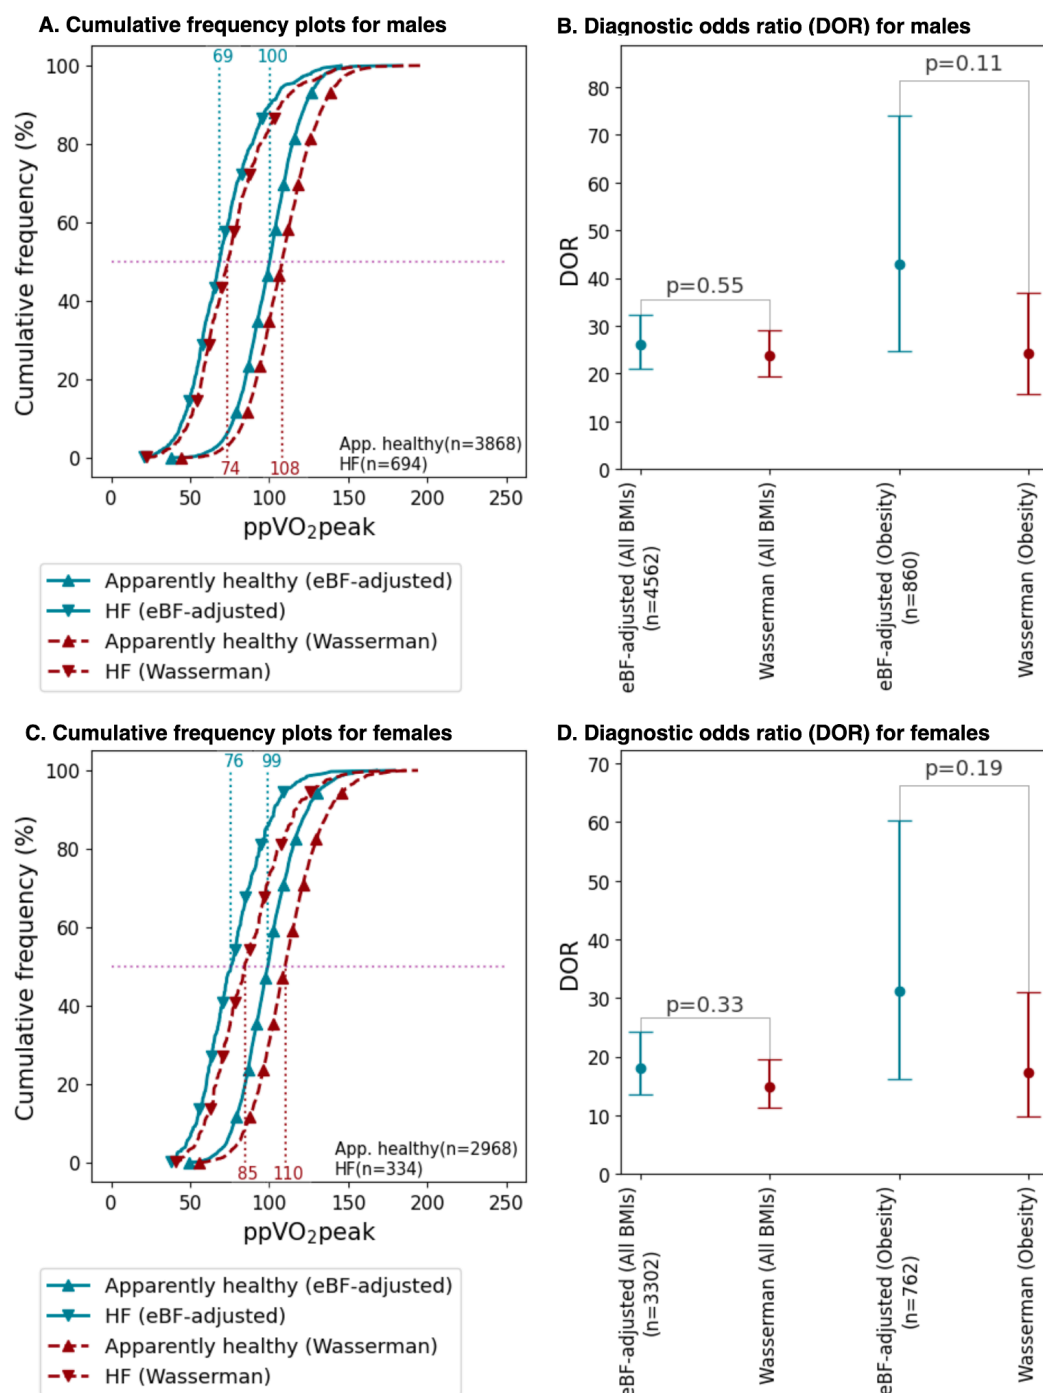 A. Cumulative frequency plots for males
69 100
100
80
60
40
20
0
Cumulative frequency (%)
App. healthy(n=3868)
HF(n=694)
74 108
0 50 100 150 200 250
ppVO₂peak
Apparently healthy (eBF-adjusted)
HF (eBF-adjusted)
Apparently healthy (Wasserman)
HF (Wasserman)
B. Diagnostic odds ratio (DOR) for males
p=0.11
p=0.55
80
70
60
50
40
30
20
10
0
DOR
eBF-adjusted (All BMIs)
(n=4562)
Wasserman (All BMIs)
eBF-adjusted (Obesity)
(n=860)
Wasserman (Obesity)
C. Cumulative frequency plots for females
76 99
100
80
60
40
20
0
Cumulative frequency (%)
App. healthy(n=2968)
HF(n=334)
85 110
0 50 100 150 200 250
ppVO₂peak
Apparently healthy (eBF-adjusted)
HF (eBF-adjusted)
Apparently healthy (Wasserman)
HF (Wasserman)
D. Diagnostic odds ratio (DOR) for females
p=0.19
p=0.33
70
60
50
40
30
20
10
0
DOR
eBF-adjusted (All BMIs)
(n=3302)
Wasserman (All BMIs)
eBF-adjusted (Obesity)
(n=762)
Wasserman (Obesity)